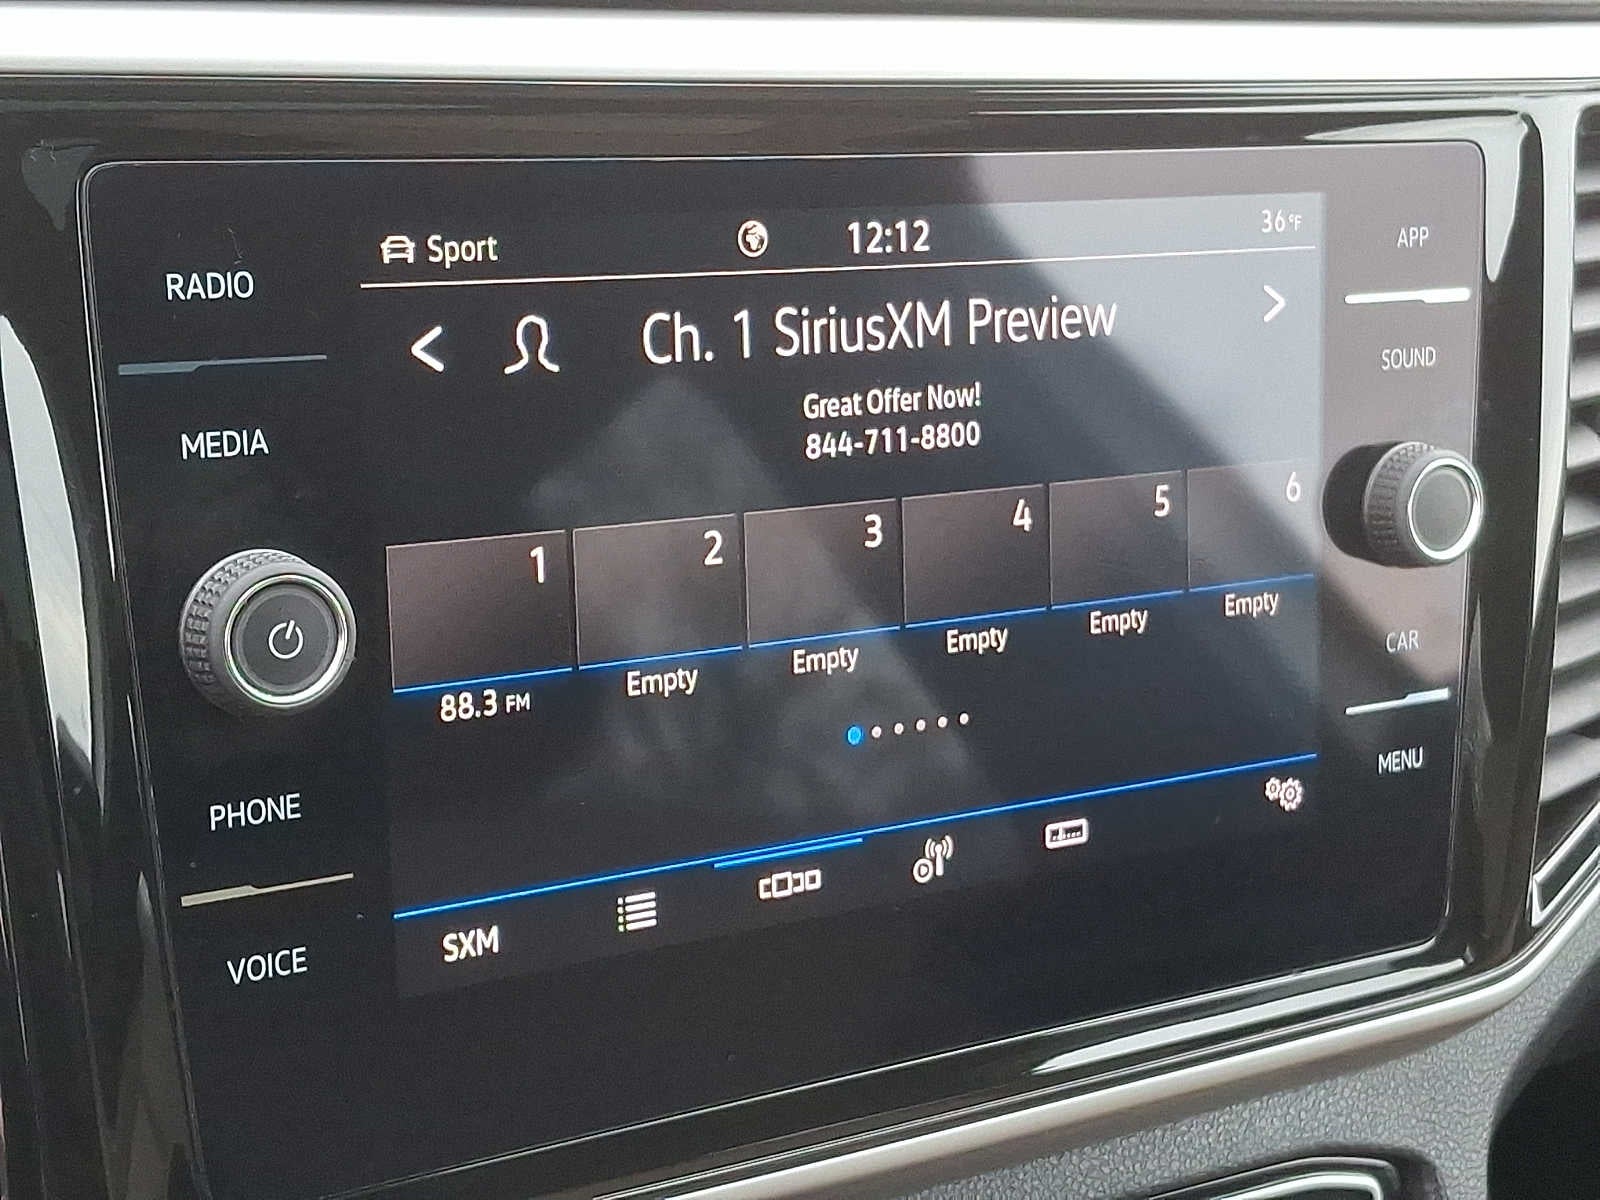 RADIO
MEDIA
PHONE
VOICE
Sport
12:12
36°F
< Ch. 1 SiriusXM Preview >
Great Offer Now!
844-711-8800
1 2 3 4 5 6
88.3 FM Empty Empty Empty Empty Empty
SXM
APP
SOUND
CAR
MENU